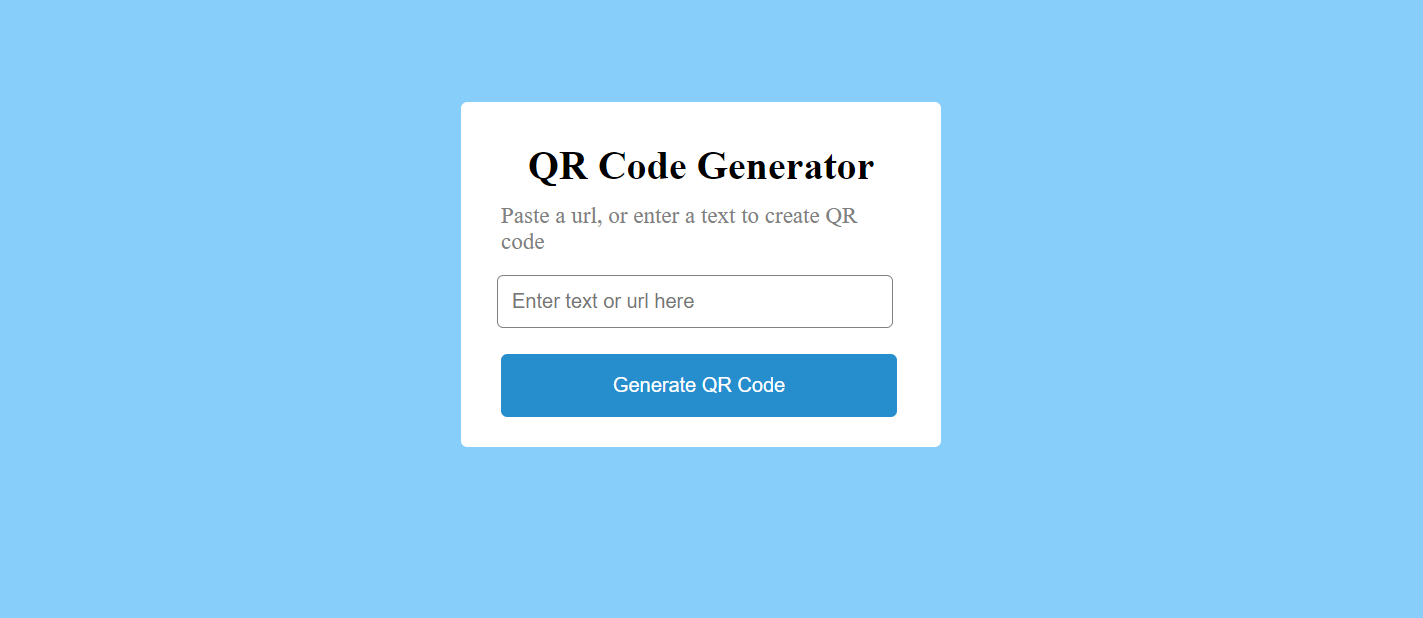 QR Code Generator
Paste a url, or enter a text to create QR
code
Enter text or url here
Generate QR Code